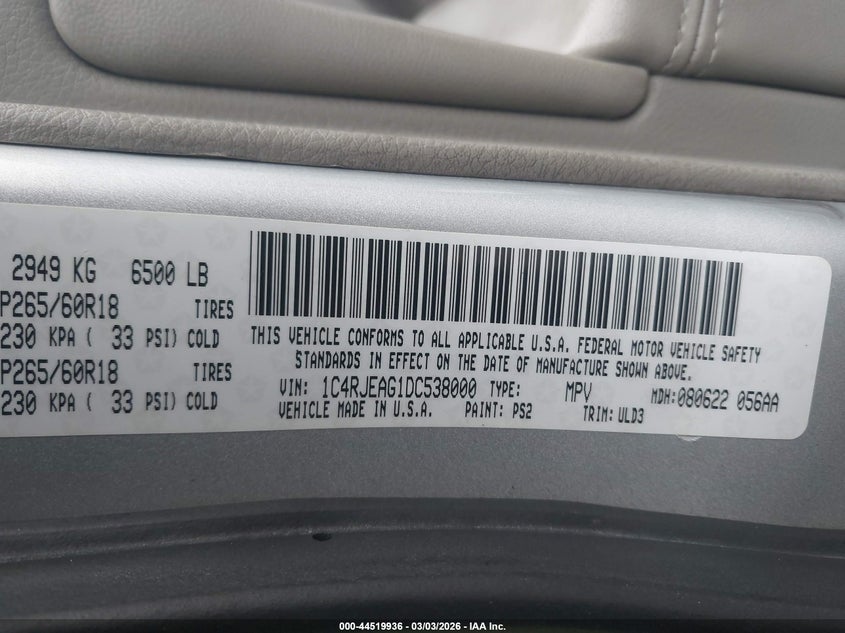 2949 KG 6500 LB
P265/60R18 TIRES
230 KPA ( 33 PSI) COLD
P265/60R18 TIRES
230 KPA ( 33 PSI) COLD
THIS VEHICLE CONFORMS TO ALL APPLICABLE U.S.A. FEDERAL MOTOR VEHICLE SAFETY
STANDARDS IN EFFECT ON THE DATE OF MANUFACTURE SHOWN ABOVE.
VIN: 1C4RJEAG1DC538000 TYPE: MPV MDH:080622 056AA
VEHICLE MADE IN U.S.A. PAINT: PS2 TRIM:ULD3
000-44519936 - 03/03/2026 - IAA Inc.